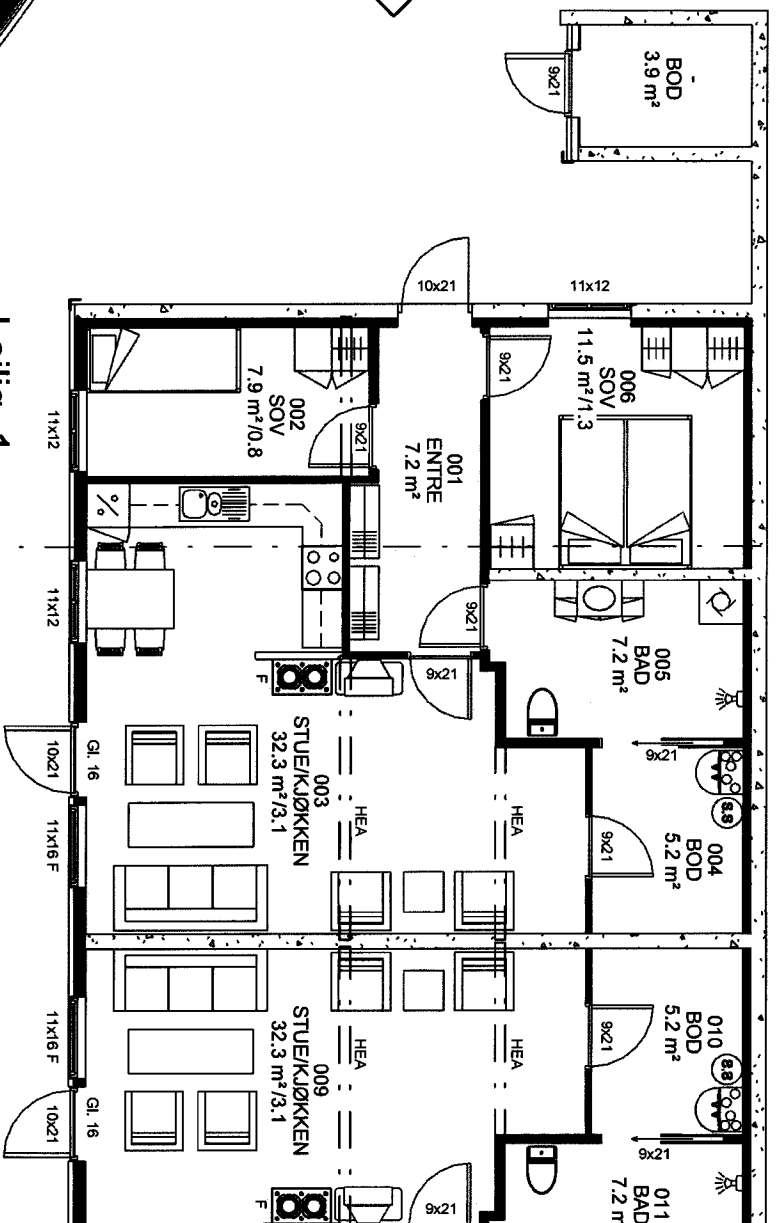 BOD
3.9 m²
9x21
10x21
11x12
006
SOV
11.5 m²/1.3
9x21
002
SOV
7.9 m²/0.8
9x21
001
ENTRE
7.2 m²
11x12
11x12
9x21
005
BAD
7.2 m²
9x21
9x21
F
003
STUE/KJØKKEN
32.3 m²/3.1
HEA
HEA
10x21
Gl. 16
11x16 F
8.8
004
BOD
5.2 m²
9x21
010
BOD
5.2 m²
8.8
9x21
11x16 F
009
STUE/KJØKKEN
32.3 m²/3.1
HEA
HEA
10x21
Gl. 16
9x21
011
BAD
7.2 m
9x21
F